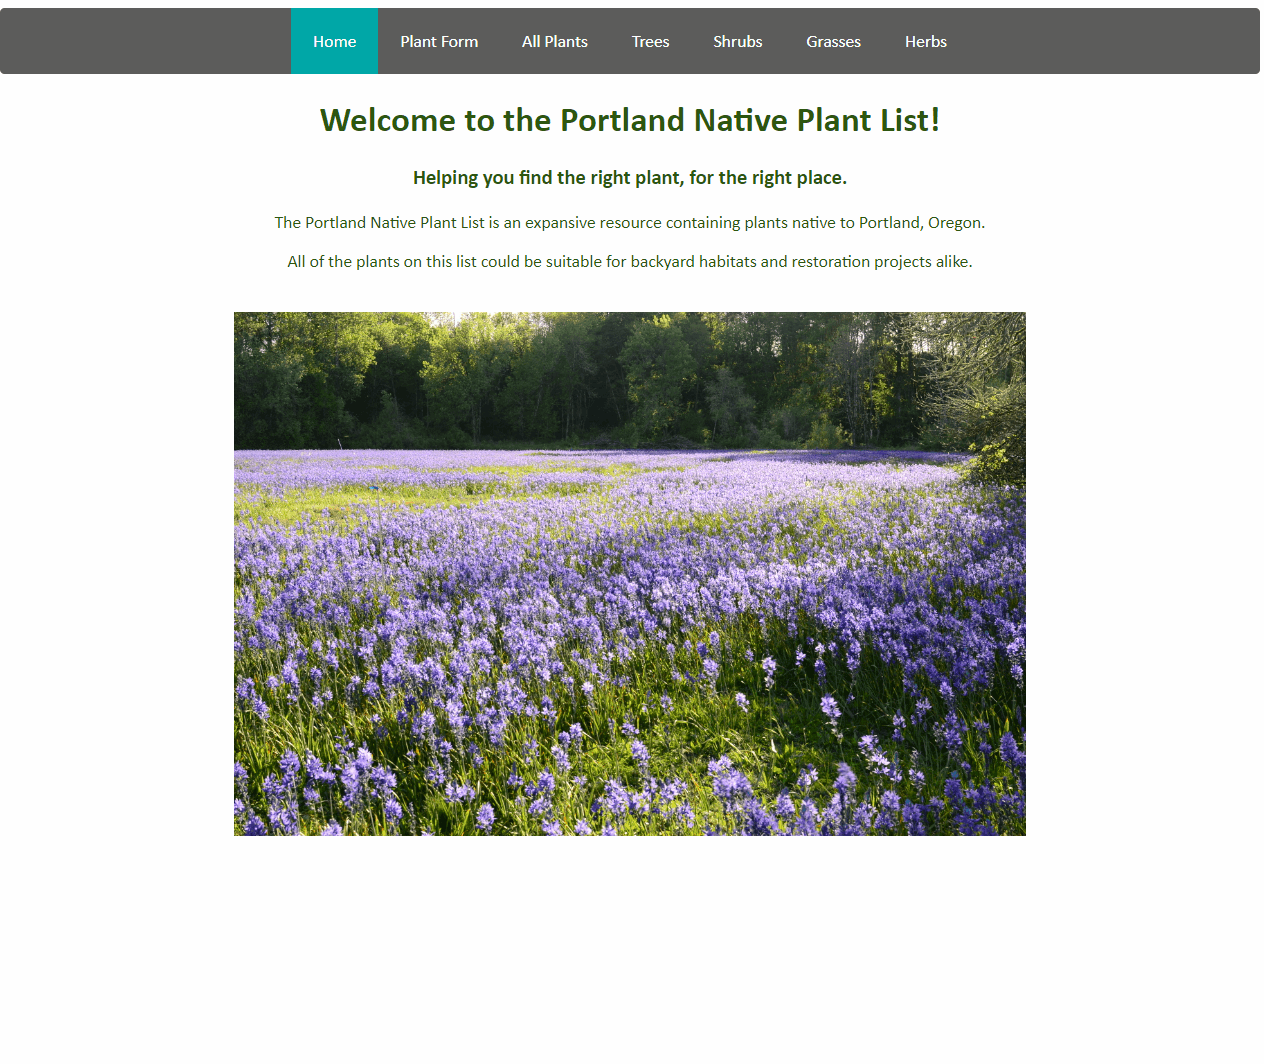 Home Plant Form All Plants Trees Shrubs Grasses Herbs
Welcome to the Portland Native Plant List!
Helping you find the right plant, for the right place.
The Portland Native Plant List is an expansive resource containing plants native to Portland, Oregon.
All of the plants on this list could be suitable for backyard habitats and restoration projects alike.